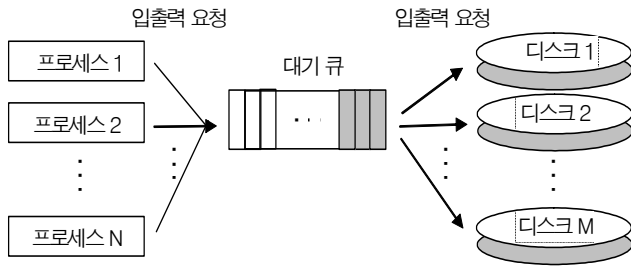 입출력 요청
입출력 요청
프로세스 1
대기 큐
디스크 1
프로세스 2
디스크 2
프로세스 N
디스크 M